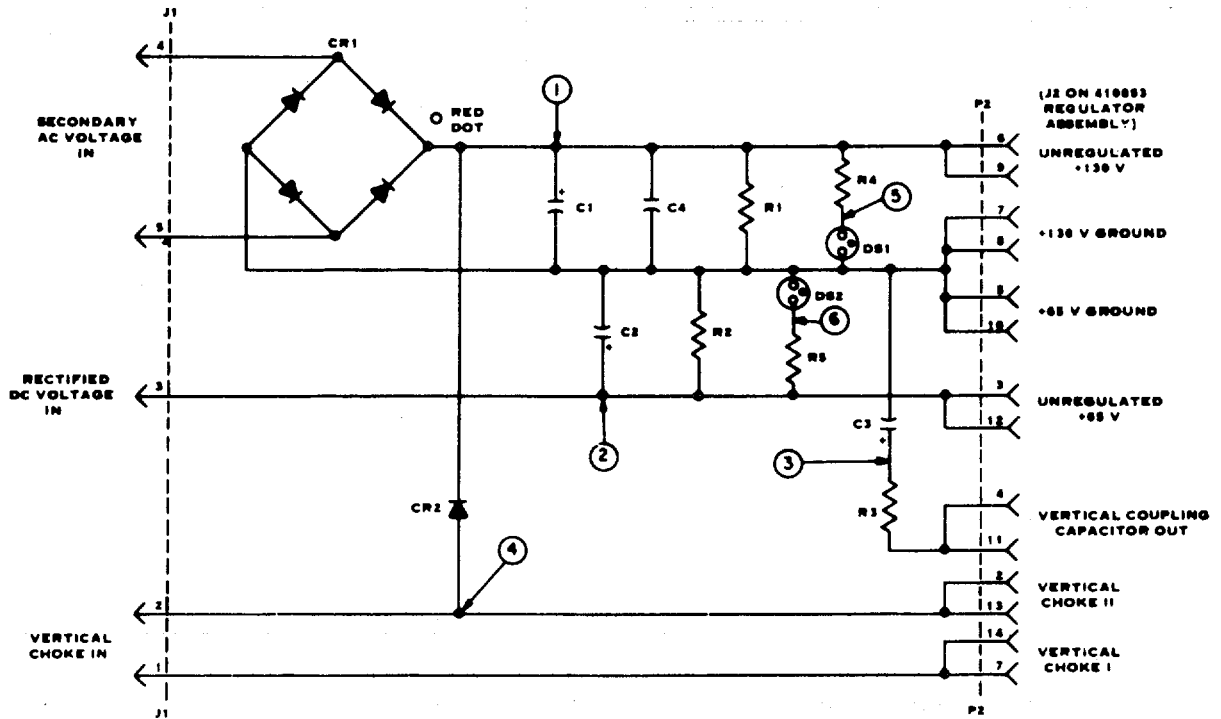 J1
4
CR1
SECONDARY
AC VOLTAGE
IN
RED
DOT
1
P2
(J2 ON 419893
REGULATOR
ASSEMBLY)
6
UNREGULATED
+130 V
9
+
C1
C4
R1
R4
5
DS1
7
+130 V GROUND
8
5
+65 V GROUND
10
5
C2
+
R2
DS2
6
R5
RECTIFIED
DC VOLTAGE
IN
3
2
3
UNREGULATED
+65 V
12
C3
+
3
R3
4
VERTICAL COUPLING
CAPACITOR OUT
11
CR2
4
2
VERTICAL
CHOKE II
13
2
VERTICAL
CHOKE IN
1
14
VERTICAL
CHOKE I
7
J1
P2